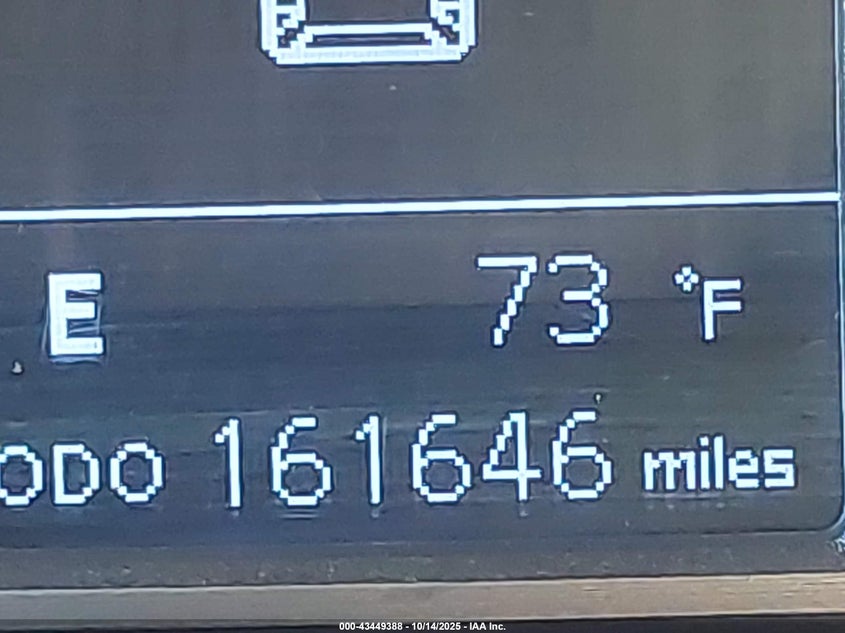 E 73 °F
ODO 161646 miles
000-43449388 - 10/14/2025 - IAA Inc.